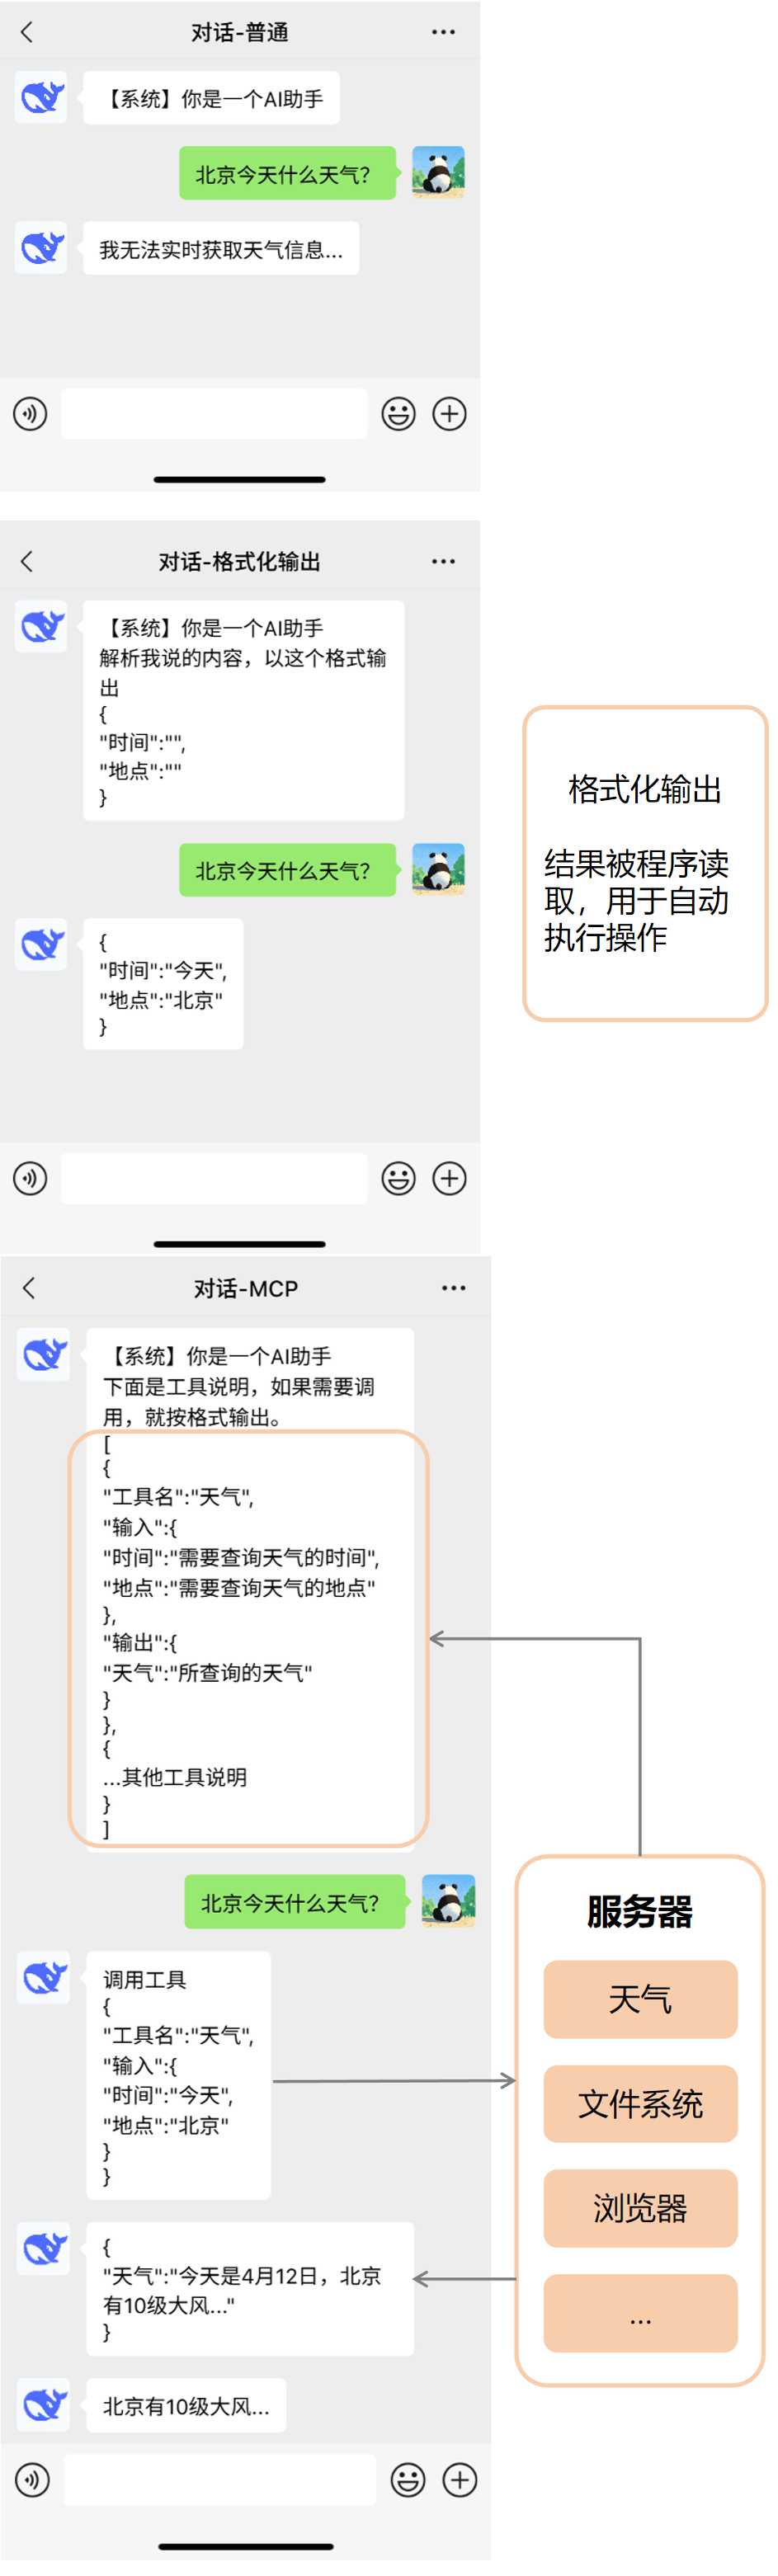 对话-普通
【系统】你是一个AI助手
北京今天什么天气？
我无法实时获取天气信息...
对话-格式化输出
【系统】你是一个AI助手
解析我说的内容，以这个格式输
出
{
"时间":"",
"地点":""
}
北京今天什么天气？
{
"时间":"今天",
"地点":"北京"
}
格式化输出
结果被程序读
取，用于自动
执行操作
对话-MCP
【系统】你是一个AI助手
下面是工具说明，如果需要调
用，就按格式输出。
[
{
"工具名":"天气",
"输入":{
"时间":"需要查询天气的时间",
"地点":"需要查询天气的地点"
},
"输出":{
"天气":"所查询的天气"
}
},
{
...其他工具说明
}
]
北京今天什么天气？
调用工具
{
"工具名":"天气",
"输入":{
"时间":"今天",
"地点":"北京"
}
}
{
"天气":"今天是4月12日，北京
有10级大风..."
}
北京有10级大风...
服务器
天气
文件系统
浏览器
...